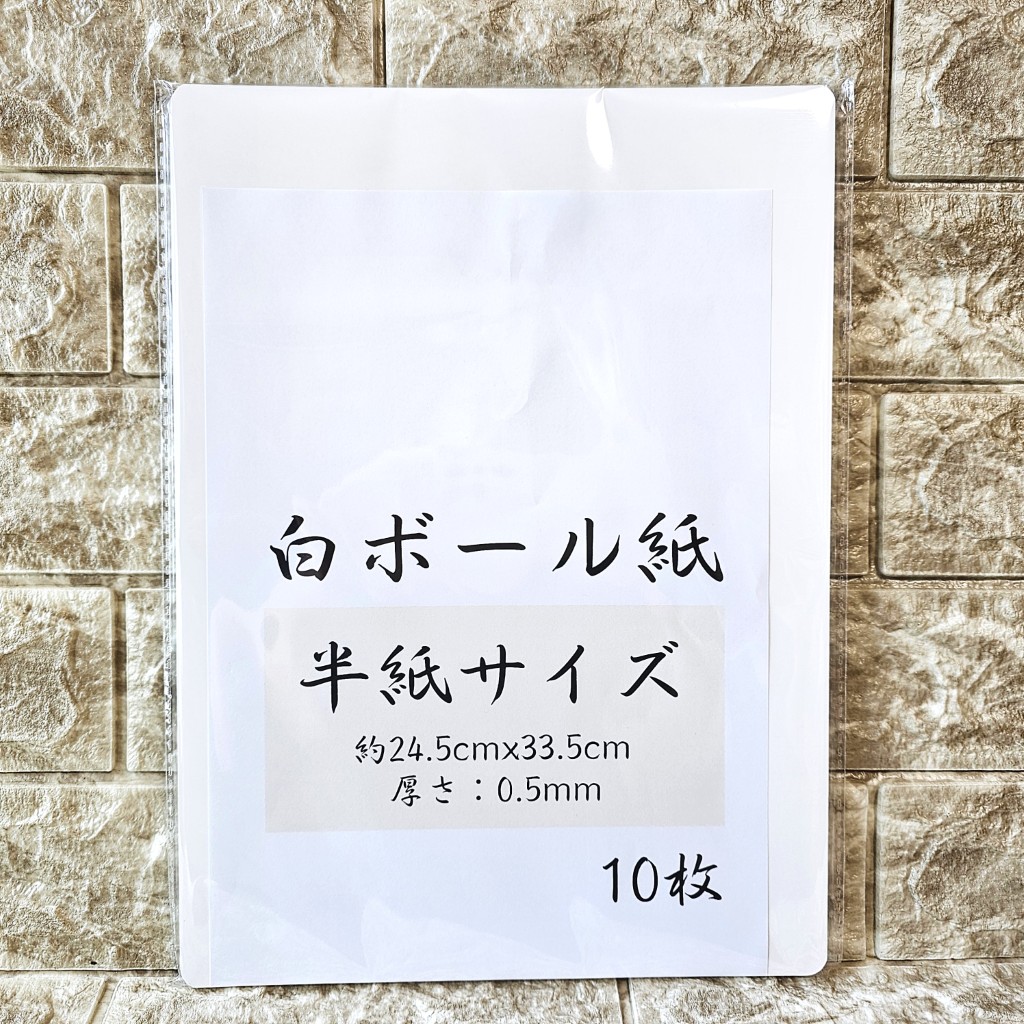 白ボール紙
半紙サイズ
約24.5cmx33.5cm
厚さ：0.5mm
10枚